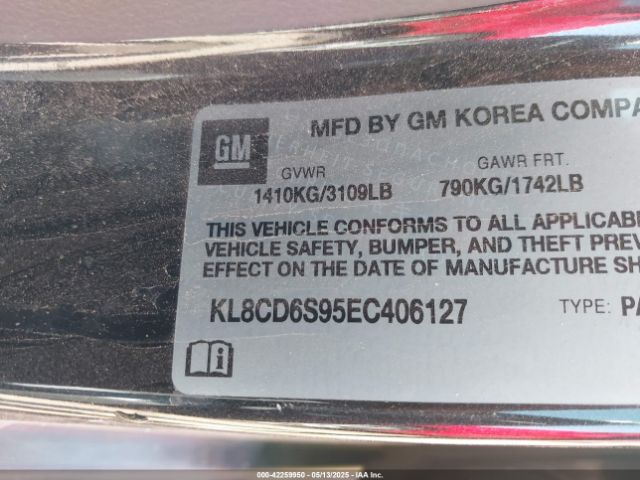 GM
MFD BY GM KOREA COMPA
GVWR GAWR FRT.
1410KG/3109LB 790KG/1742LB
THIS VEHICLE CONFORMS TO ALL APPLICAB
VEHICLE SAFETY, BUMPER, AND THEFT PREV
EFFECT ON THE DATE OF MANUFACTURE SH
KL8CD6S95EC406127 TYPE: PA
i
000-42259950 | 05/13/2025 | IAA Inc.